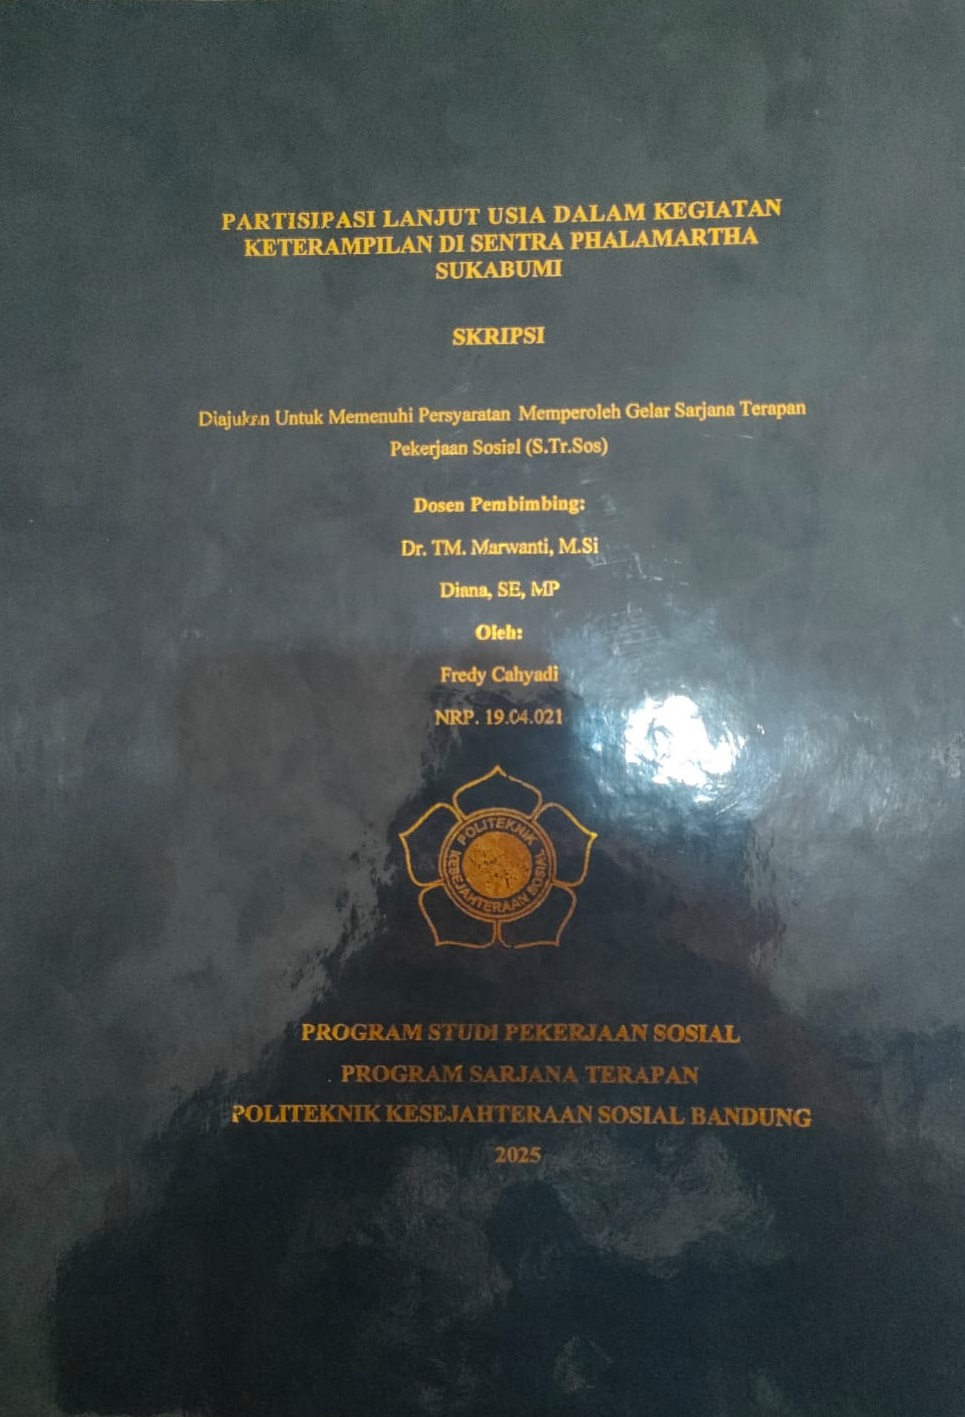 PARTISIPASI LANJUT USIA DALAM KEGIATAN
KETERAMPILAN DI SENTRA PHALAMARTHA
SUKABUMI
SKRIPSI
Diajukan Untuk Memenuhi Persyaratan Memperoleh Gelar Sarjana Terapan
Pekerjaan Sosial (S.Tr.Sos)
Dosen Pembimbing:
Dr. TM. Marwanti, M.Si
Diana, SE, MP
Oleh:
Fredy Cahyadi
NRP. 19.04.021
POLITEKNIK
KESEJAHTERAAN SOSIAL
PROGRAM STUDI PEKERJAAN SOSIAL
PROGRAM SARJANA TERAPAN
POLITEKNIK KESEJAHTERAAN SOSIAL BANDUNG
2025